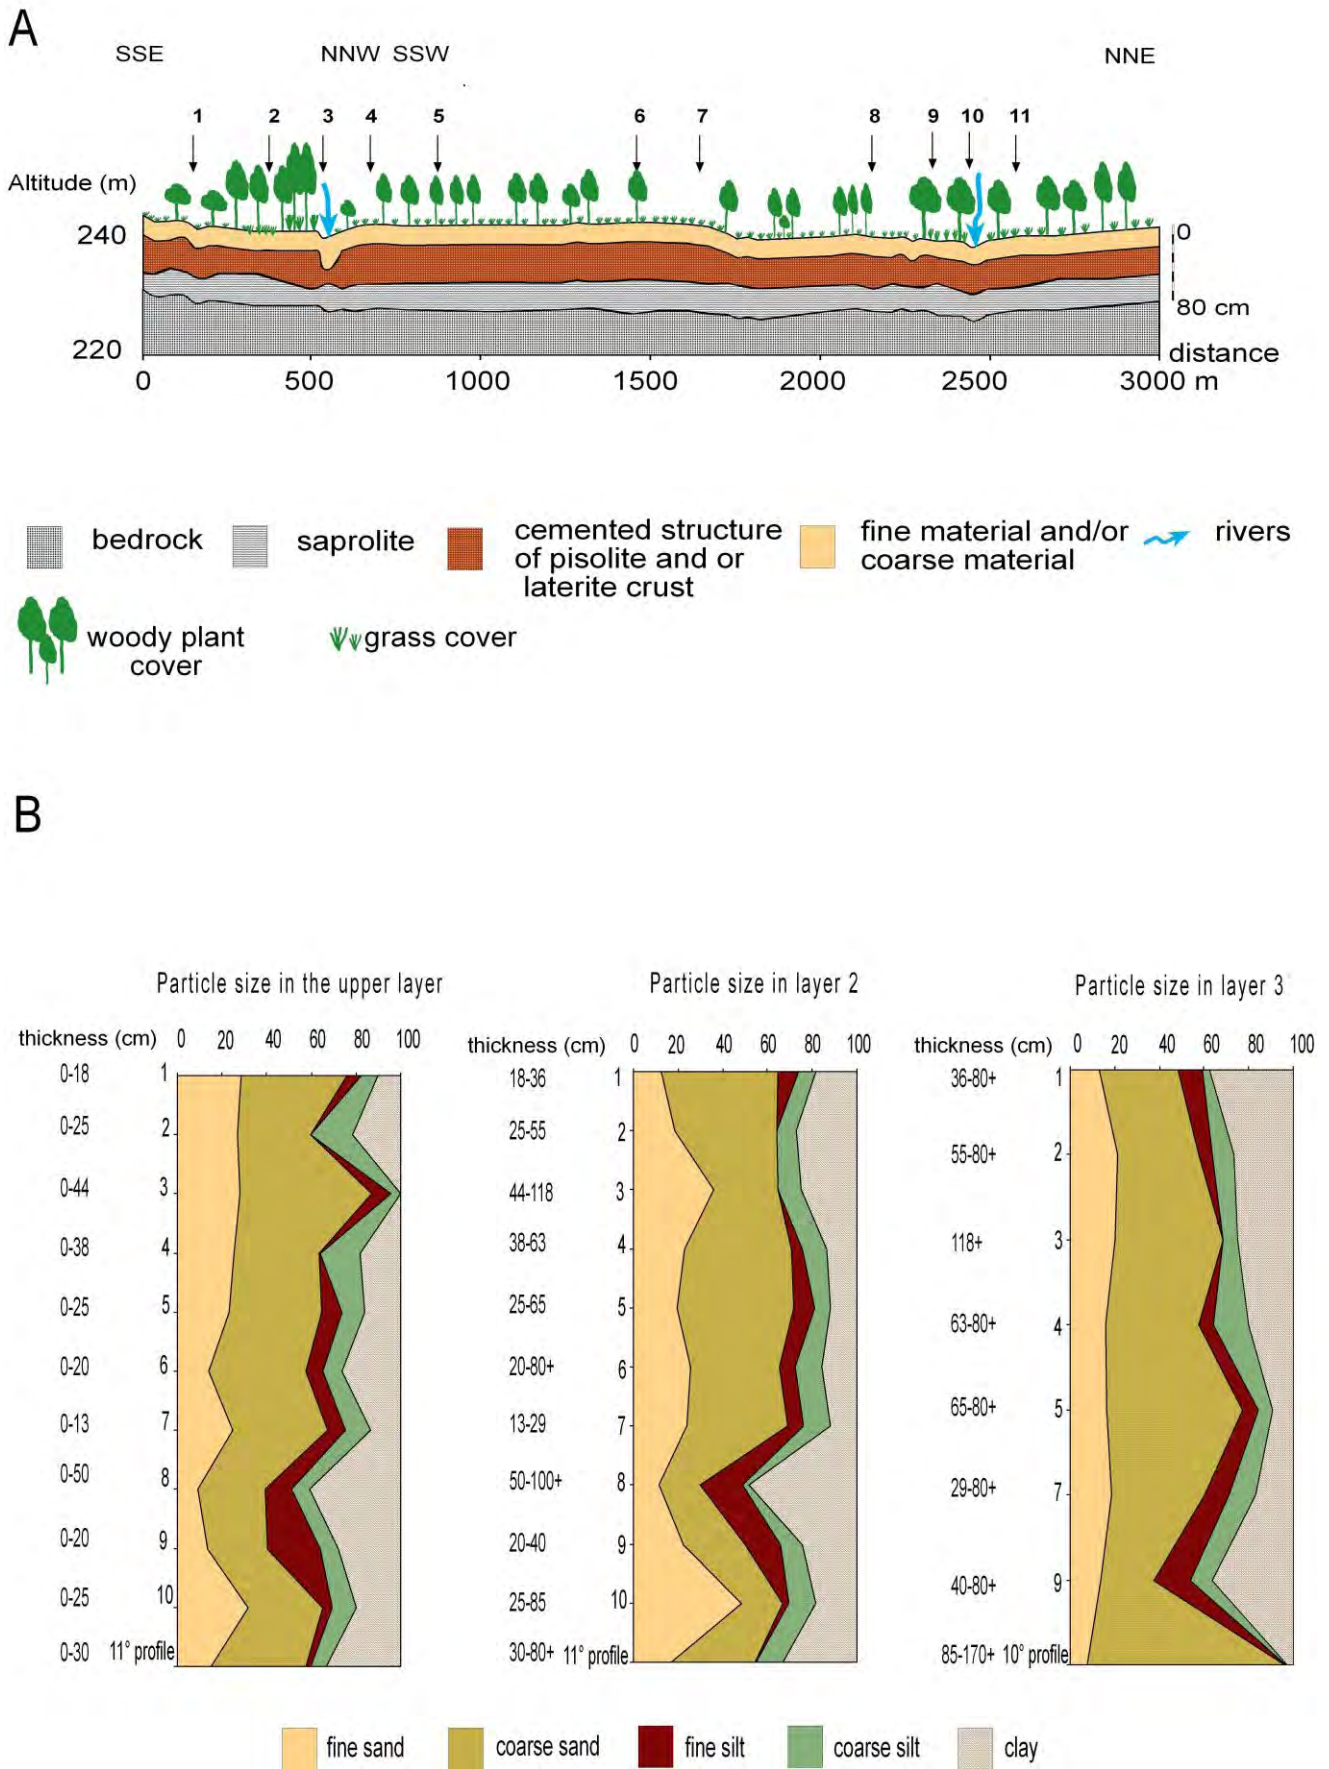 A
SSE NNW SSW NNE
1 2 3 4 5 6 7 8 9 10 11
Altitude (m)
240
0
80 cm
220
distance
0 500 1000 1500 2000 2500 3000 m
bedrock
saprolite
cemented structure
of pisolite and or
laterite crust
fine material and/or
coarse material
rivers
woody plant
cover
grass cover
B
Particle size in the upper layer
thickness (cm) 0 20 40 60 80 100
0-18 1
0-25 2
0-44 3
0-38 4
0-25 5
0-20 6
0-13 7
0-50 8
0-20 9
0-25 10
0-30 11° profile
Particle size in layer 2
thickness (cm) 0 20 40 60 80 100
18-36 1
25-55 2
44-118 3
38-63 4
25-65 5
20-80+ 6
13-29 7
50-100+ 8
20-40 9
25-85 10
30-80+ 11° profile
Particle size in layer 3
thickness (cm) 0 20 40 60 80 100
36-80+ 1
55-80+ 2
118+ 3
63-80+ 4
65-80+ 5
29-80+ 7
40-80+ 9
85-170+ 10° profile
fine sand
coarse sand
fine silt
coarse silt
clay